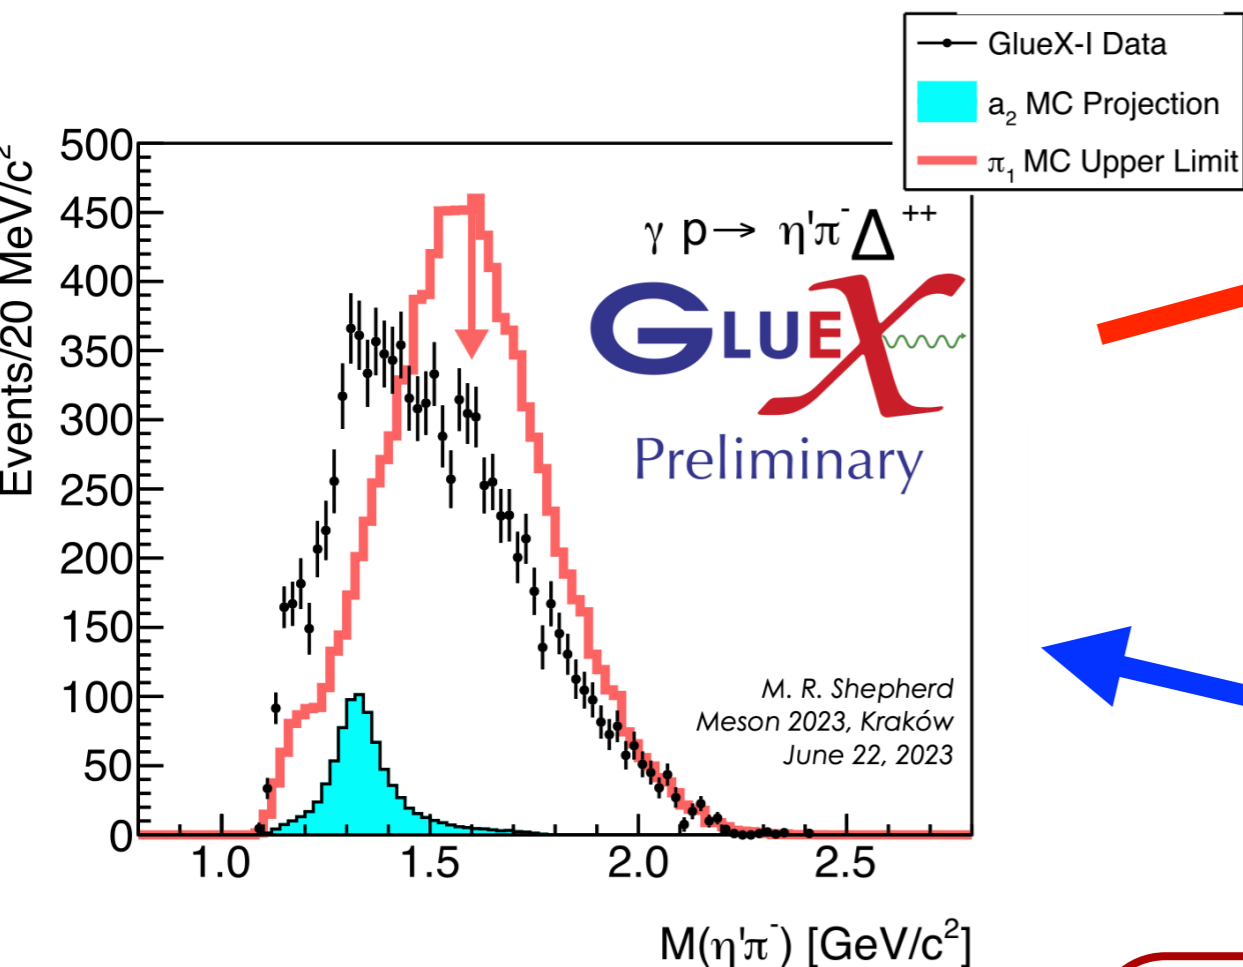 GlueX-I Data
a₂ MC Projection
π₁ MC Upper Limit
500
450
400
350
300
250
200
150
100
50
0
Events/20 MeV/c²
γ p→ η'π⁻Δ⁺⁺
GLUEX
Preliminary
M. R. Shepherd
Meson 2023, Kraków
June 22, 2023
1.0 1.5 2.0 2.5
M(η'π⁻) [GeV/c²]